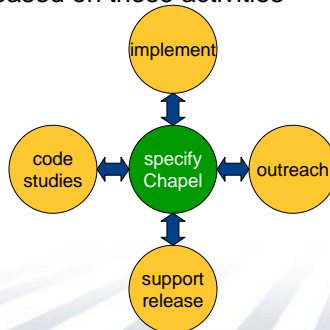 based on these activities
implement
code
studies
specify
Chapel
outreach
support
release